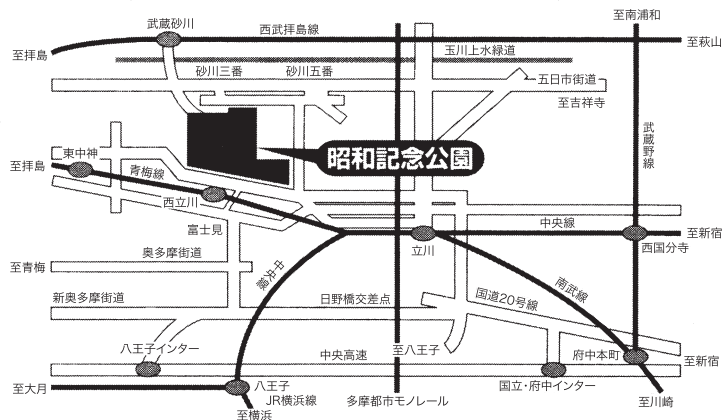 至南浦和
武蔵砂川
西武拝島線
至萩山
至拝島
玉川上水緑道
砂川三番
砂川五番
五日市街道
至吉祥寺
武蔵野線
昭和記念公園
東中神
至拝島
青梅線
西立川
富士見
中央線
至新宿
立川
西国分寺
奥多摩街道
至青梅
中央線
南武線
国道20号線
新奥多摩街道
日野橋交差点
八王子インター
中央高速
至八王子
府中本町
至新宿
国立・府中インター
至大月
八王子
JR横浜線
多摩都市モノレール
至川崎
至横浜